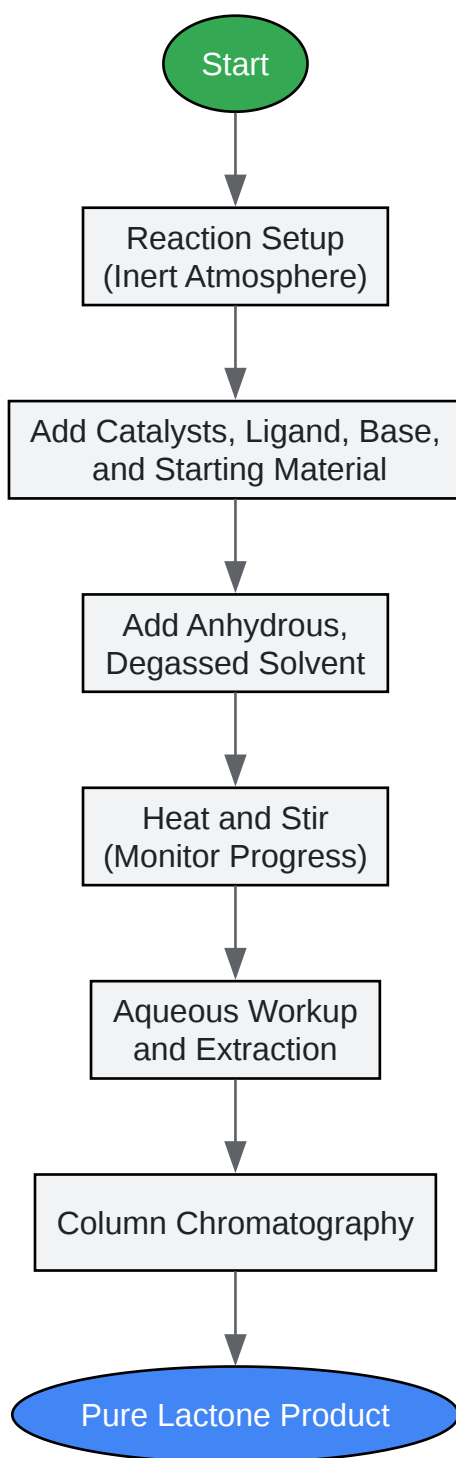 Start
Reaction Setup
(Inert Atmosphere)
Add Catalysts, Ligand, Base,
and Starting Material
Add Anhydrous,
Degassed Solvent
Heat and Stir
(Monitor Progress)
Aqueous Workup
and Extraction
Column Chromatography
Pure Lactone Product